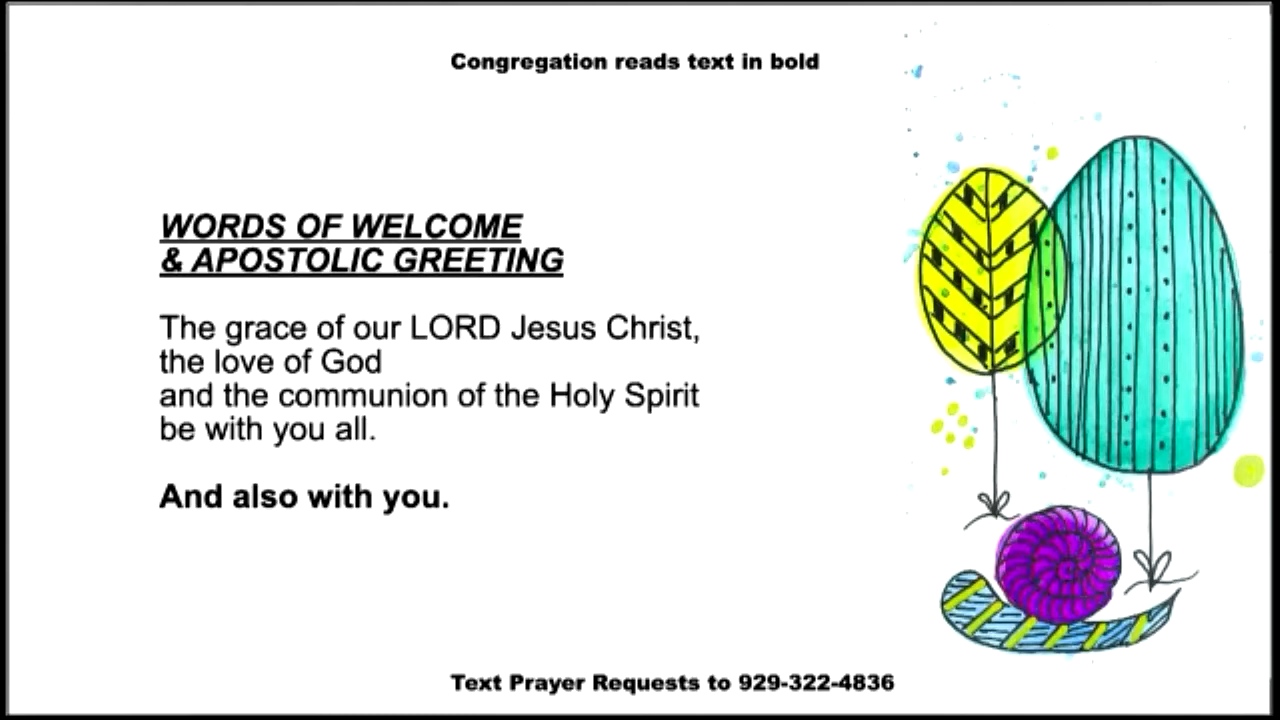 Congregation reads text in bold
WORDS OF WELCOME
& APOSTOLIC GREETING
The grace of our LORD Jesus Christ,
the love of God
and the communion of the Holy Spirit
be with you all.
And also with you.
Text Prayer Requests to 929-322-4836